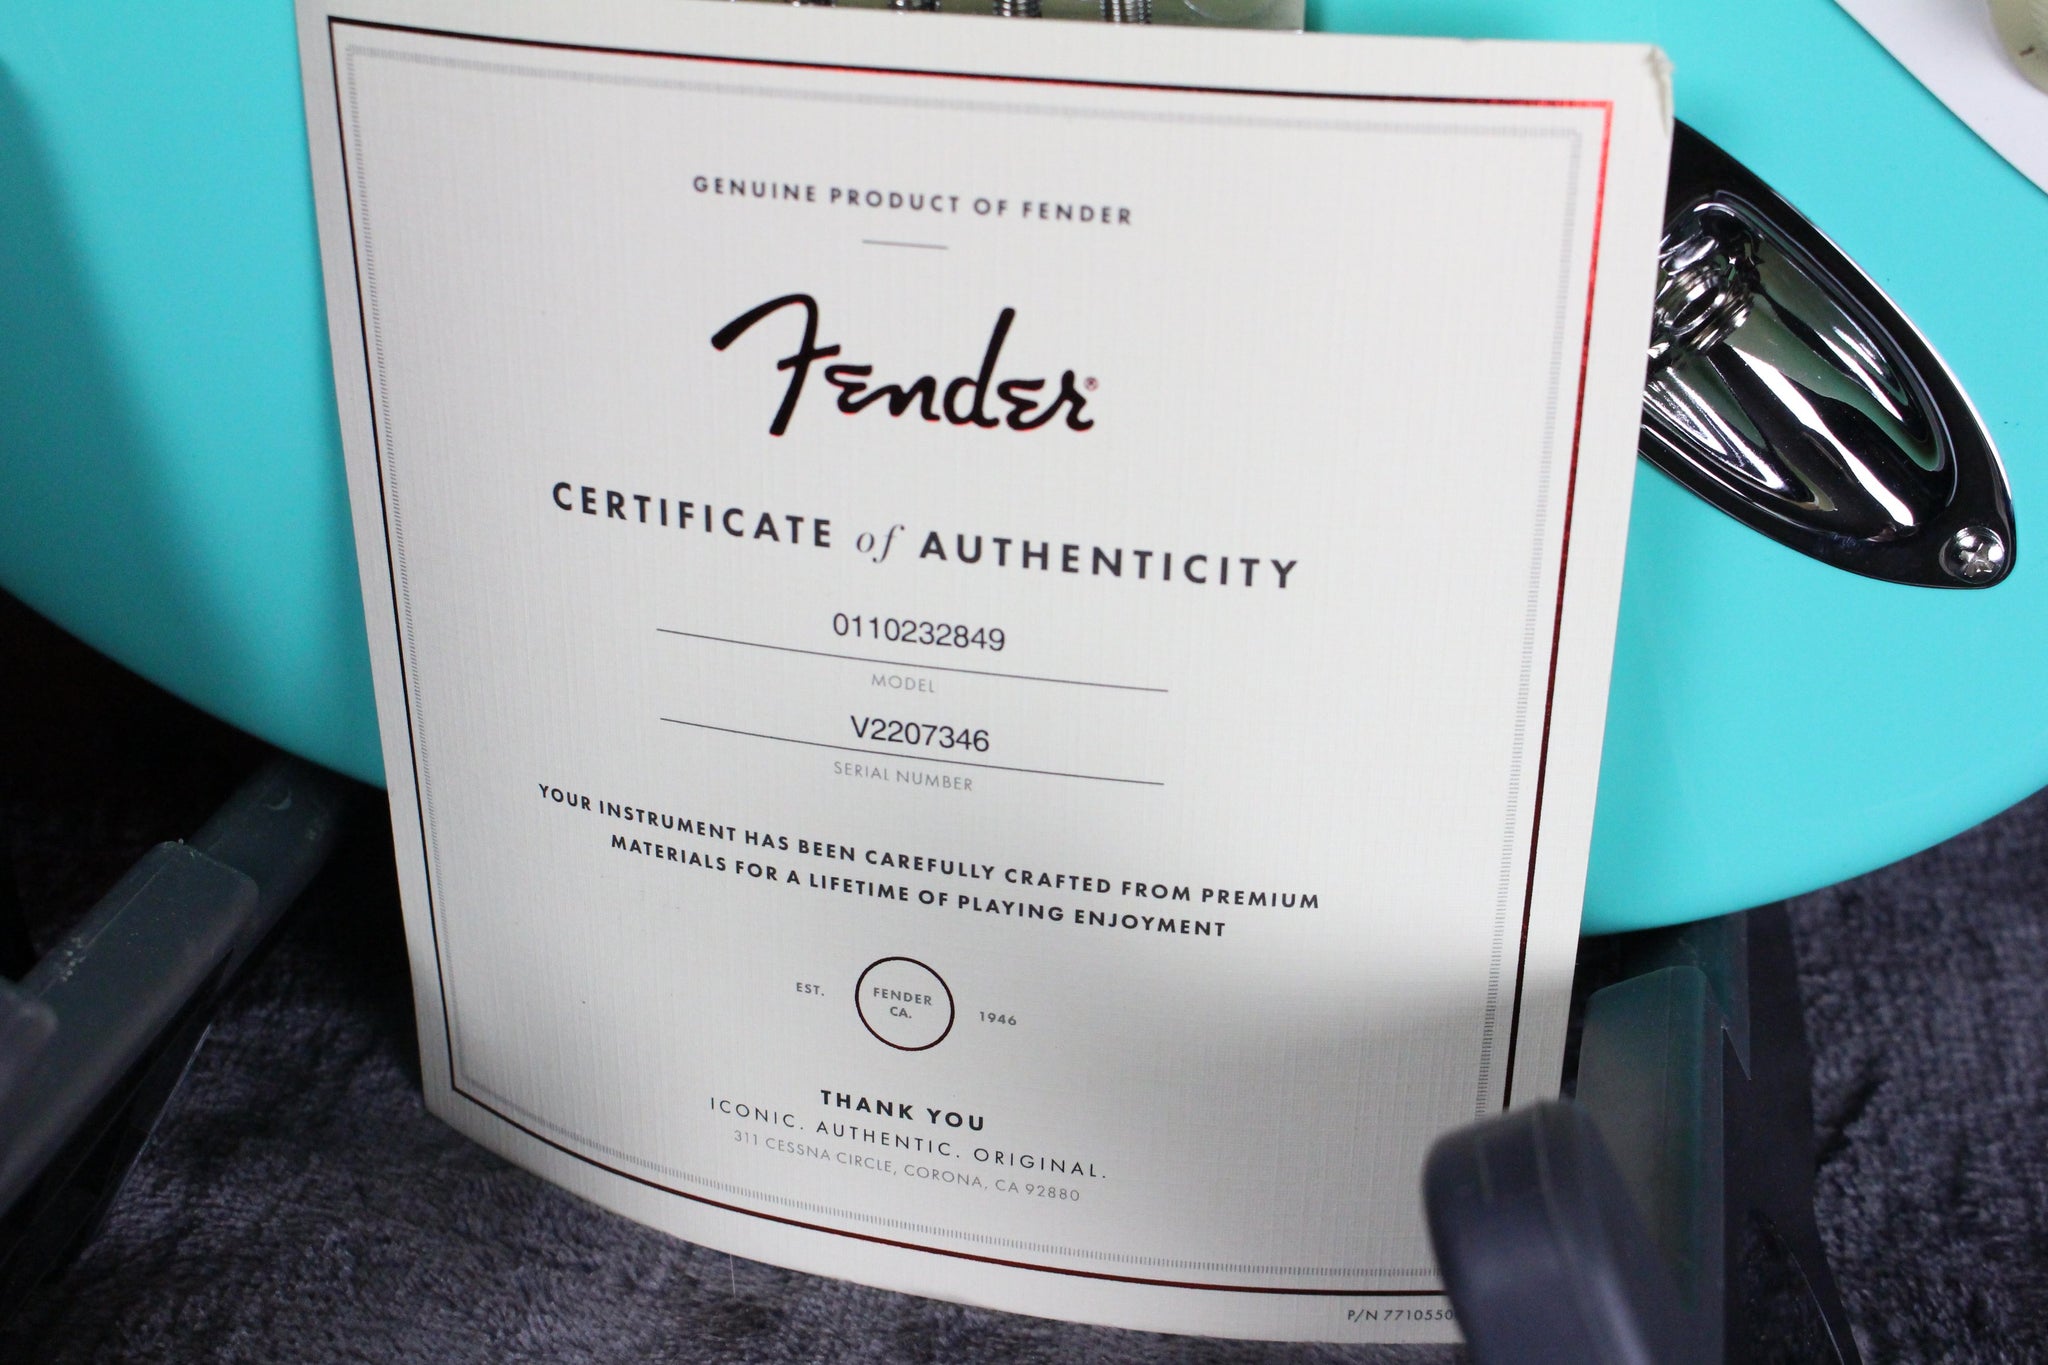 GENUINE PRODUCT OF FENDER
Fender®
CERTIFICATE of AUTHENTICITY
0110232849
MODEL
V2207346
SERIAL NUMBER
YOUR INSTRUMENT HAS BEEN CAREFULLY CRAFTED FROM PREMIUM
MATERIALS FOR A LIFETIME OF PLAYING ENJOYMENT
EST. FENDER CA. 1946
THANK YOU
ICONIC. AUTHENTIC. ORIGINAL.
311 CESSNA CIRCLE, CORONA, CA 92880
P/N